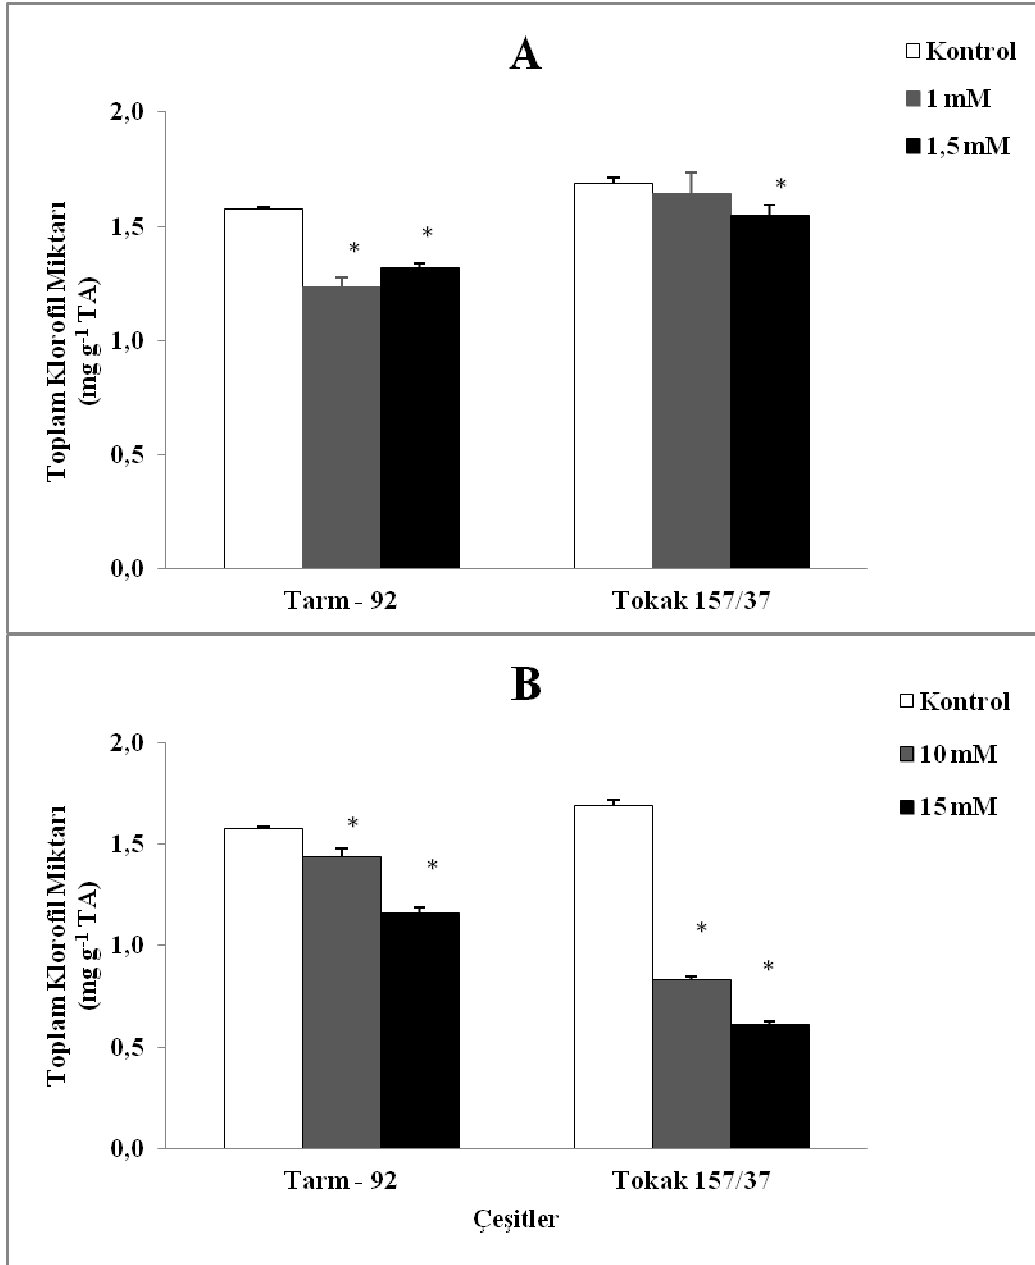 A
Kontrol
1 mM
1,5 mM
2,0
1,5
1,0
0,5
0,0
Toplam Klorofil Miktarı
(mg g⁻¹ TA)
*
*
*
Tarm - 92
Tokak 157/37
B
Kontrol
10 mM
15 mM
2,0
1,5
1,0
0,5
0,0
Toplam Klorofil Miktarı
(mg g⁻¹ TA)
*
*
*
*
Tarm - 92
Tokak 157/37
Çeşitler